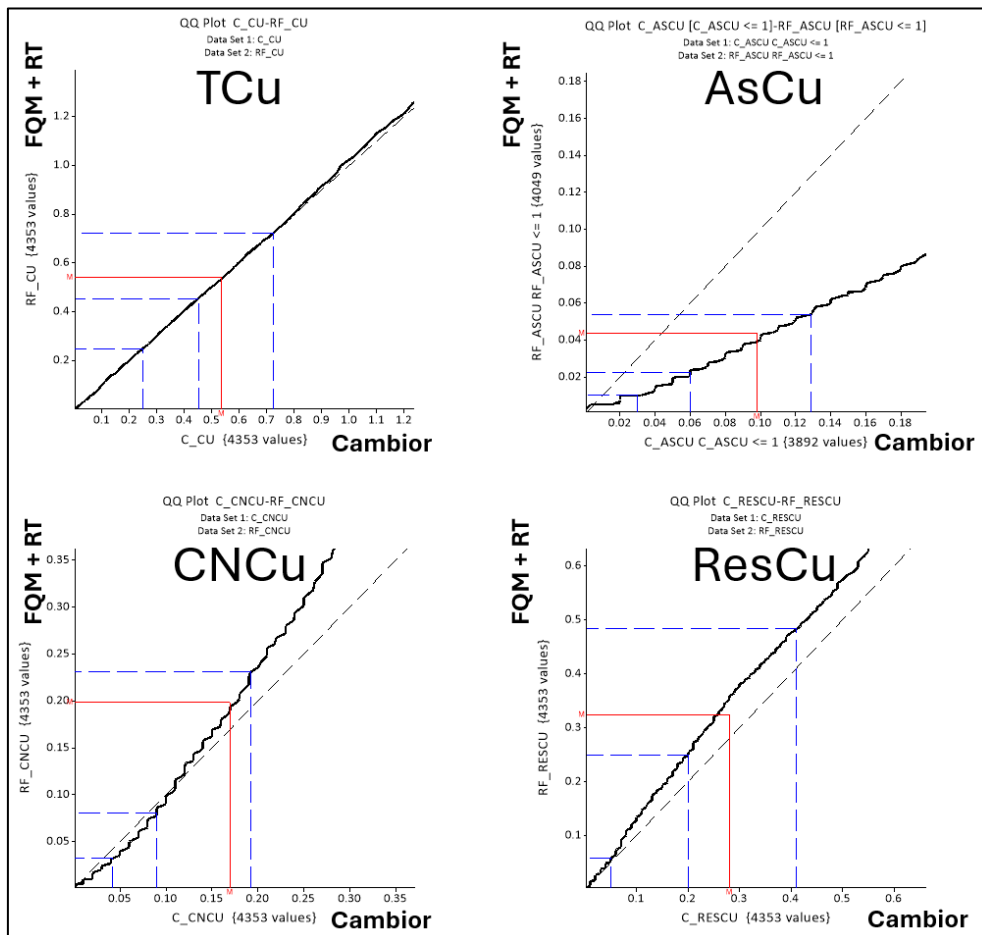 QQ Plot C_CU-RF_CU
Data Set 1: C_CU
Data Set 2: RF_CU
TCu
FQM + RT
RF_CU {4353 values}
1.2
1.0
0.8
0.6
M
0.4
0.2
0.1 0.2 0.3 0.4 0.5 0.6 0.7 0.8 0.9 1.0 1.1 1.2
M
C_CU {4353 values} Cambior
QQ Plot C_ASCU [C_ASCU <= 1]-RF_ASCU [RF_ASCU <= 1]
Data Set 1: C_ASCU C_ASCU <= 1
Data Set 2: RF_ASCU RF_ASCU <= 1
AsCu
FQM + RT
RF_ASCU RF_ASCU <= 1 {4049 values}
0.18
0.16
0.14
0.12
0.10
0.08
0.06
M
0.04
0.02
0.02 0.04 0.06 0.08 0.10 0.12 0.14 0.16 0.18
M
C_ASCU C_ASCU <= 1 {3892 values} Cambior
QQ Plot C_CNCU-RF_CNCU
Data Set 1: C_CNCU
Data Set 2: RF_CNCU
CNCu
FQM + RT
RF_CNCU {4353 values}
0.35
0.30
0.25
0.20
M
0.15
0.10
0.05
0.05 0.10 0.15 0.20 0.25 0.30 0.35
M
C_CNCU {4353 values} Cambior
QQ Plot C_RESCU-RF_RESCU
Data Set 1: C_RESCU
Data Set 2: RF_RESCU
ResCu
FQM + RT
RF_RESCU {4353 values}
0.6
0.5
0.4
M
0.3
0.2
0.1
0.1 0.2 0.3 0.4 0.5 0.6
M
C_RESCU {4353 values} Cambior